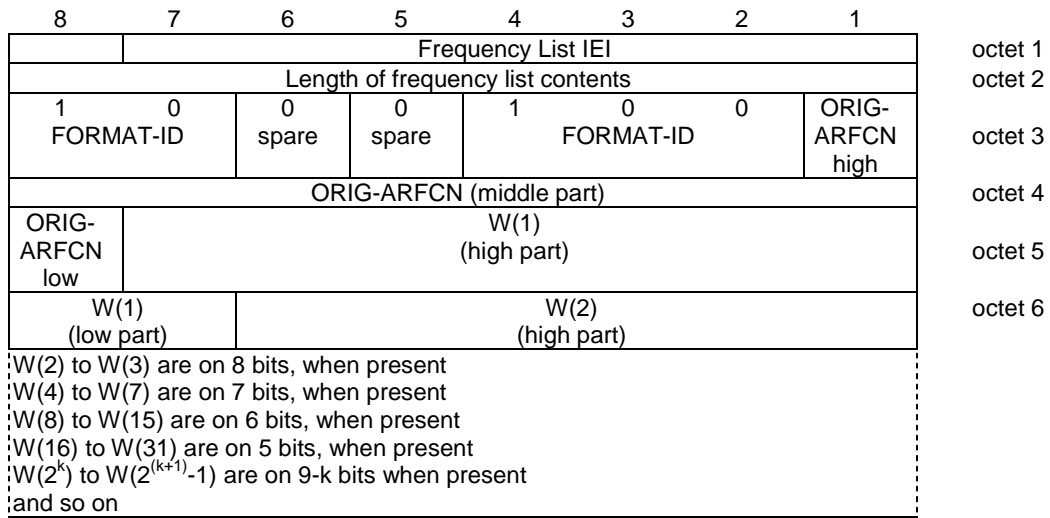 8 7 6 5 4 3 2 1
Frequency List IEI octet 1
Length of frequency list contents octet 2
1 0 0 0 1 0 0 ORIG-
FORMAT-ID spare spare FORMAT-ID ARFCN octet 3
high
ORIG-ARFCN (middle part) octet 4
ORIG- W(1)
ARFCN (high part) octet 5
low
W(1) W(2) octet 6
(low part) (high part)
W(2) to W(3) are on 8 bits, when present
W(4) to W(7) are on 7 bits, when present
W(8) to W(15) are on 6 bits, when present
W(16) to W(31) are on 5 bits, when present
W(2^k) to W(2^(k+1)-1) are on 9-k bits when present
and so on